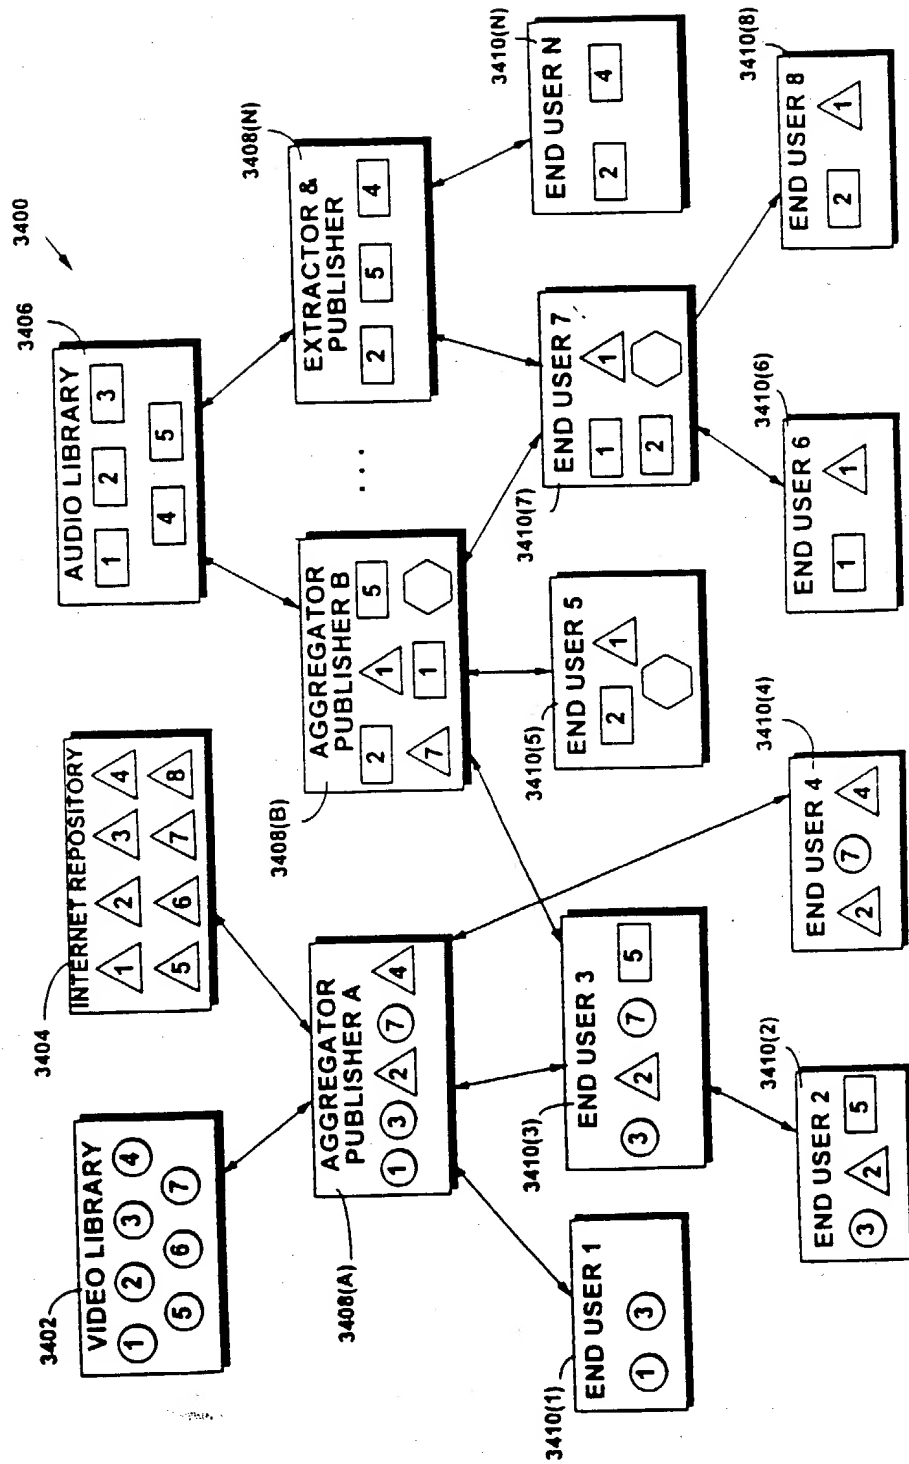 3400
3402
VIDEO LIBRARY
1 2 3 4
5 6 7
3404
INTERNET REPOSITORY
1 2 3 4
5 6 7 8
3406
AUDIO LIBRARY
1 2 3
4 5
3408(A)
AGGREGATOR
PUBLISHER A
1 3 2 7 4
3408(B)
AGGREGATOR
PUBLISHER B
2 1 5
7 1
...
3408(N)
EXTRACTOR &
PUBLISHER
2 5 4
3410(1)
END USER 1
1 3
3410(3)
END USER 3
3 2 7 5
3410(5)
END USER 5
2 1
3410(7)
END USER 7
1 1
2
3410(N)
END USER N
2 4
3410(2)
END USER 2
3 2 5
3410(4)
END USER 4
2 7 4
3410(6)
END USER 6
1 1
3410(8)
END USER 8
2 1